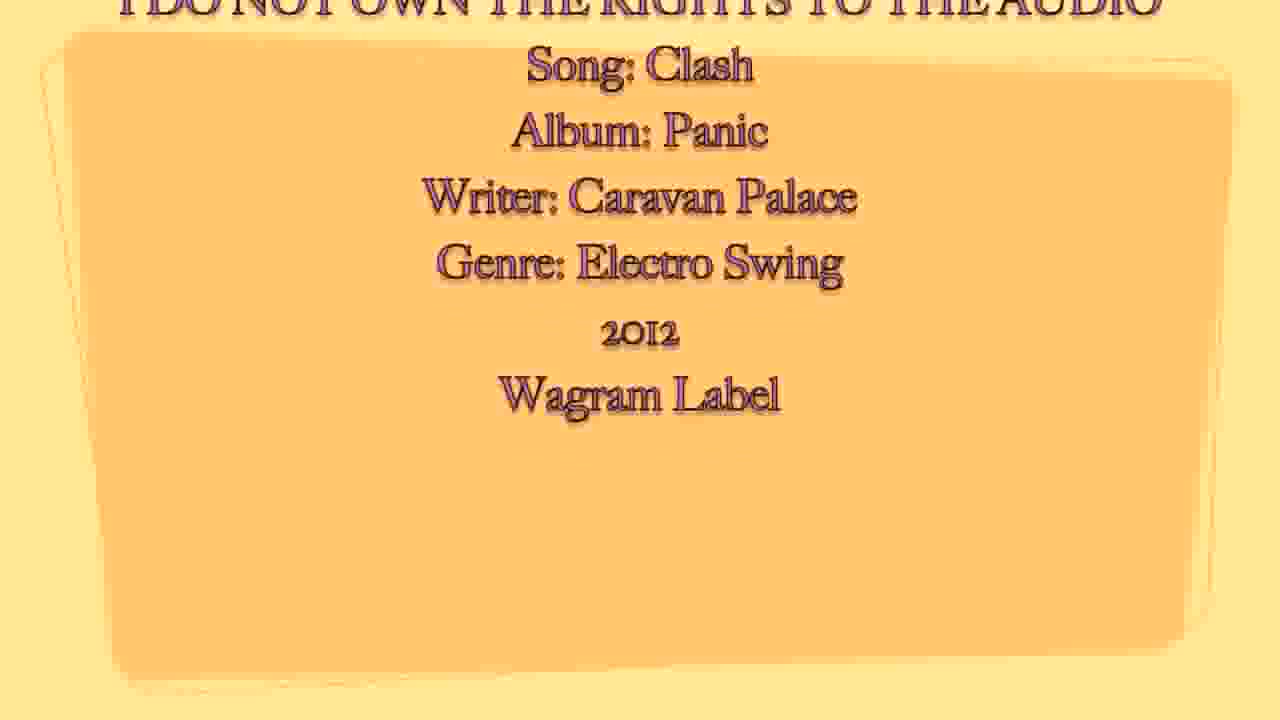 I DO NOT OWN THE RIGHTS TO THE AUDIO
Song: Clash
Album: Panic
Writer: Caravan Palace
Genre: Electro Swing
2012
Wagram Label